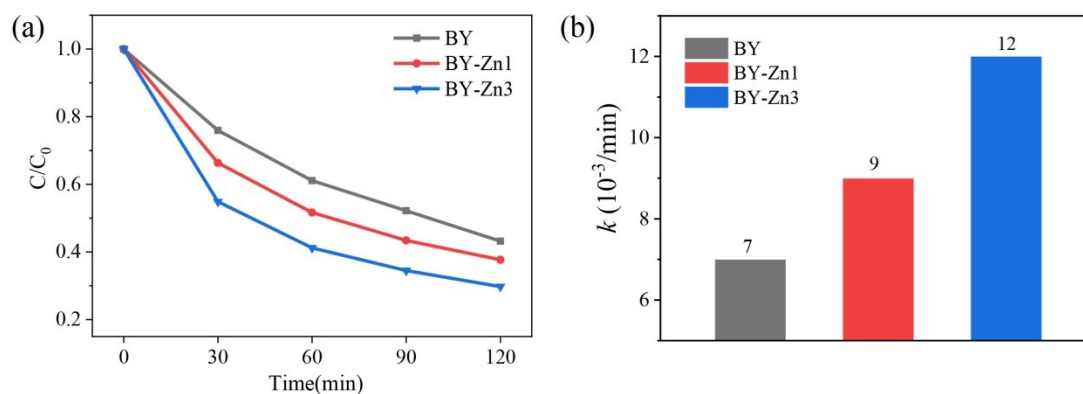 (a)
BY
BY-Zn1
BY-Zn3
C/C₀
1.0
0.8
0.6
0.4
0.2
0
30
60
90
120
Time(min)
(b)
BY
BY-Zn1
BY-Zn3
k (10⁻³/min)
12
10
8
6
7
9
12